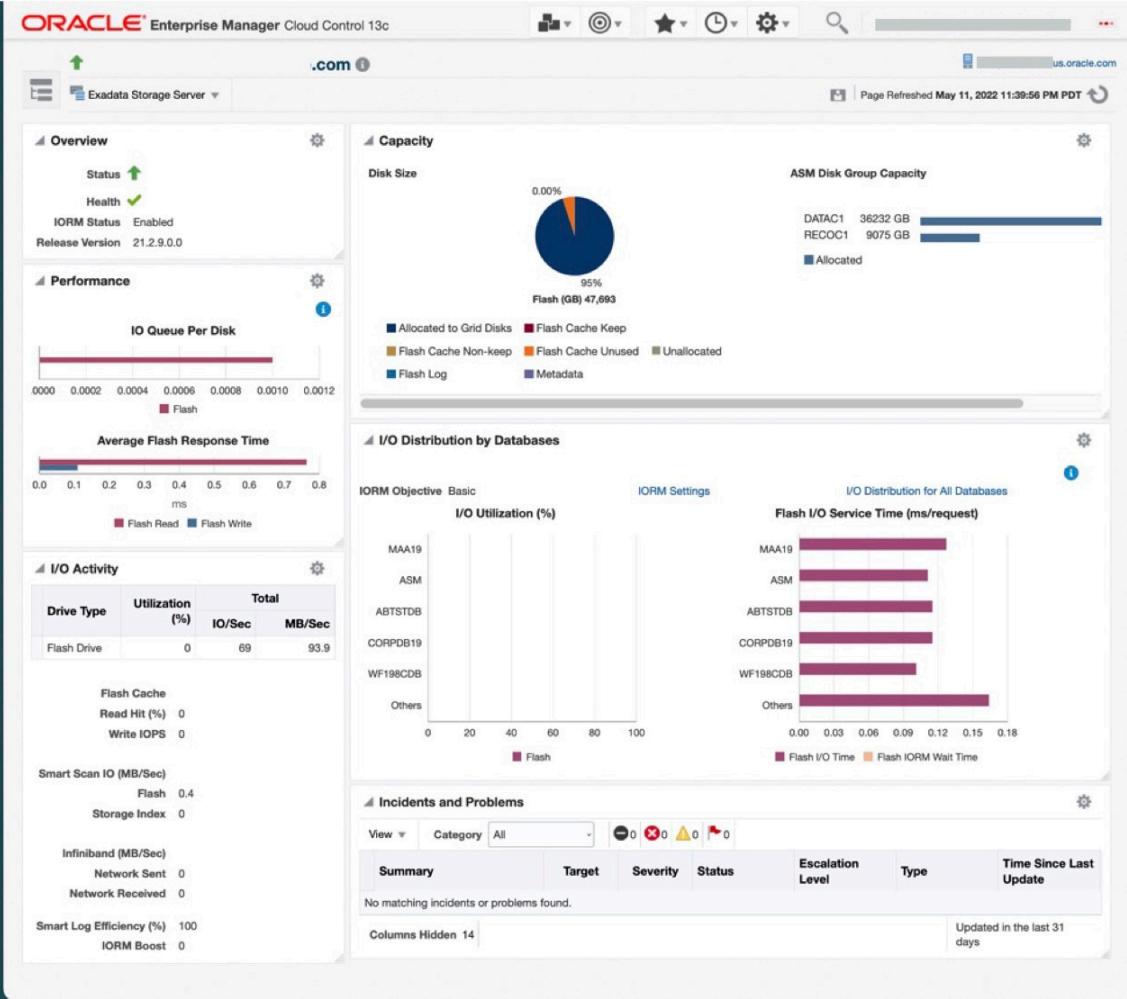 ORACLE Enterprise Manager Cloud Control 13c
.com
us.oracle.com
Exadata Storage Server
Page Refreshed May 11, 2022 11:39:56 PM PDT
Overview
Status
Health
IORM Status Enabled
Release Version 21.2.9.0.0
Performance
IO Queue Per Disk
.0000 0.0002 0.0004 0.0006 0.0008 0.0010 0.0012
Flash
Average Flash Response Time
0.0 0.1 0.2 0.3 0.4 0.5 0.6 0.7 0.8
ms
Flash Read Flash Write
I/O Activity
Drive Type Utilization (%) Total
IO/Sec MB/Sec
Flash Drive 0 69 93.9
Flash Cache
Read Hit (%) 0
Write IOPS 0
Smart Scan IO (MB/Sec)
Flash 0.4
Storage Index 0
Infiniband (MB/Sec)
Network Sent 0
Network Received 0
Smart Log Efficiency (%) 100
IORM Boost 0
Capacity
Disk Size
0.00%
95%
Flash (GB) 47,693
Allocated to Grid Disks Flash Cache Keep
Flash Cache Non-keep Flash Cache Unused Unallocated
Flash Log Metadata
ASM Disk Group Capacity
DATAC1 36232 GB
RECOC1 9075 GB
Allocated
I/O Distribution by Databases
IORM Objective Basic IORM Settings I/O Distribution for All Databases
I/O Utilization (%)
MAA19
ASM
ABTSTDB
CORPDB19
WF198CDB
Others
0 20 40 60 80 100
Flash
Flash I/O Service Time (ms/request)
MAA19
ASM
ABTSTDB
CORPDB19
WF198CDB
Others
0.00 0.03 0.06 0.09 0.12 0.15 0.18
Flash I/O Time Flash IORM Wait Time
Incidents and Problems
View Category All 0 0 0 0
Summary Target Severity Status Escalation Level Type Time Since Last Update
No matching incidents or problems found.
Columns Hidden 14
Updated in the last 31
days